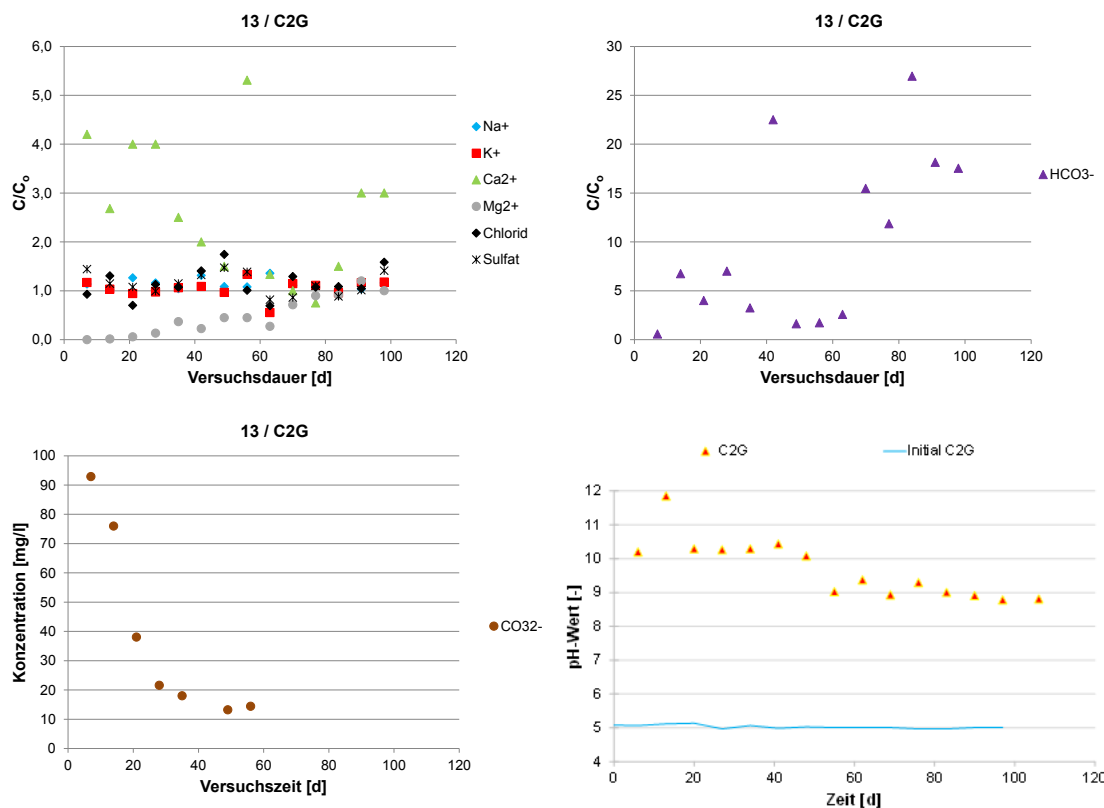 13 / C2G
6,0
5,0
4,0
3,0
2,0
1,0
0,0
C/Co
0 20 40 60 80 100 120
Versuchsdauer [d]
Na+
K+
Ca2+
Mg2+
Chlorid
Sulfat
13 / C2G
30
25
20
15
10
5
0
C/Co
0 20 40 60 80 100 120
Versuchsdauer [d]
HCO3-
13 / C2G
100
90
80
70
60
50
40
30
20
10
0
Konzentration [mg/l]
0 20 40 60 80 100 120
Versuchszeit [d]
CO32-
C2G Initial C2G
12
11
10
9
8
7
6
5
4
pH-Wert [-]
0 20 40 60 80 100 120
Zeit [d]